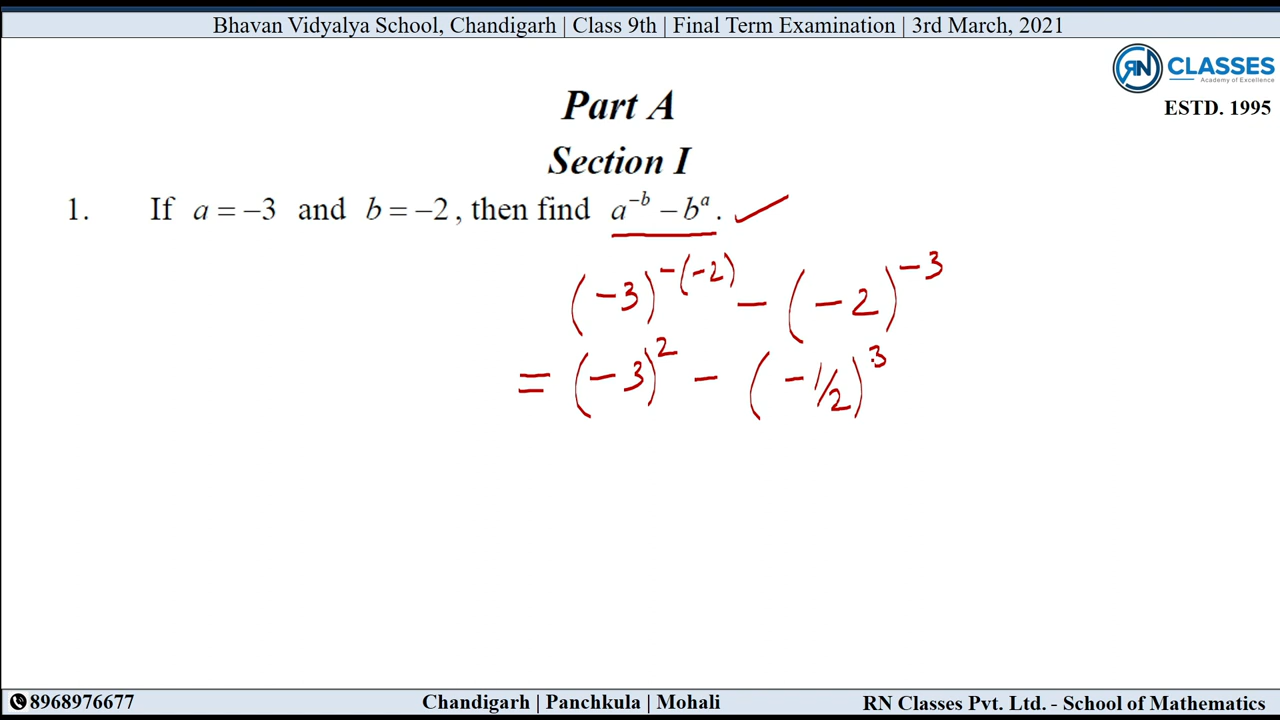 Bhavan Vidyalya School, Chandigarh | Class 9th | Final Term Examination | 3rd March, 2021
RN CLASSES
Academy of Excellence
ESTD. 1995
Part A
Section I
1. If a = −3 and b = −2, then find a⁻ᵇ − bᵃ.
(−3)^−(−2) − (−2)^−3
= (−3)² − (−1/2)³
8968976677
Chandigarh | Panchkula | Mohali
RN Classes Pvt. Ltd. - School of Mathematics